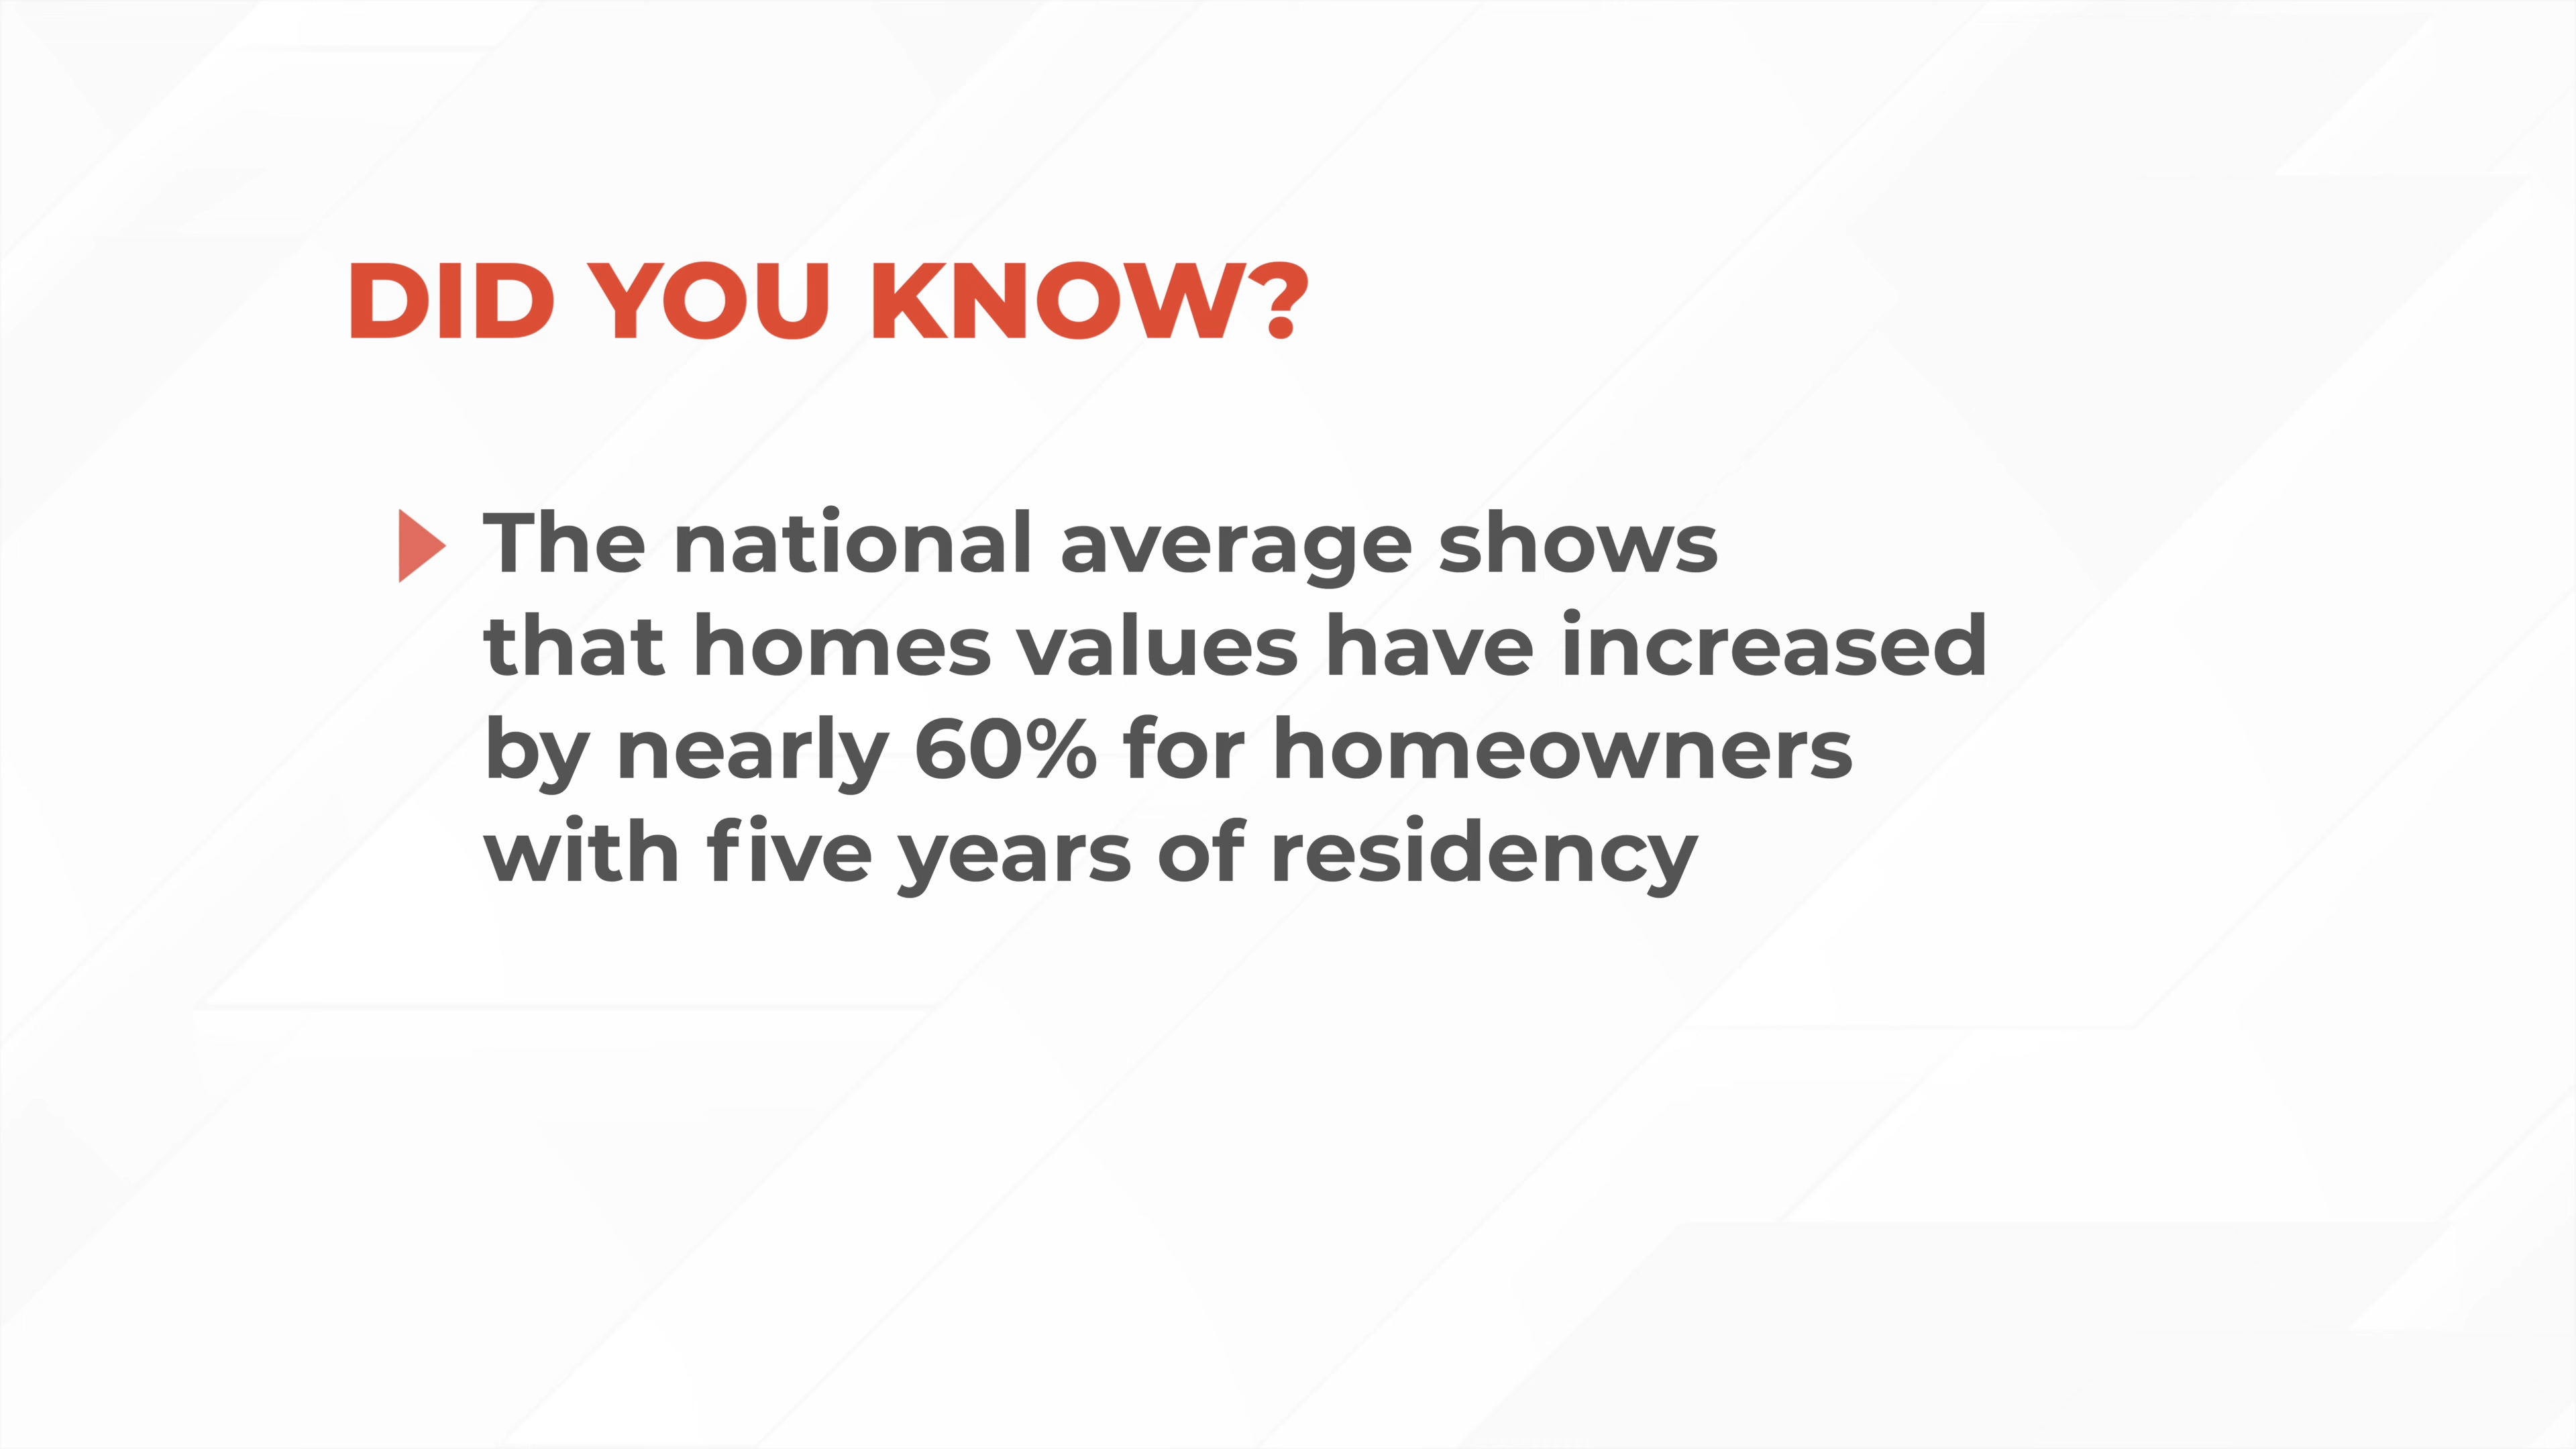 DID YOU KNOW?
The national average shows
that homes values have increased
by nearly 60% for homeowners
with five years of residency